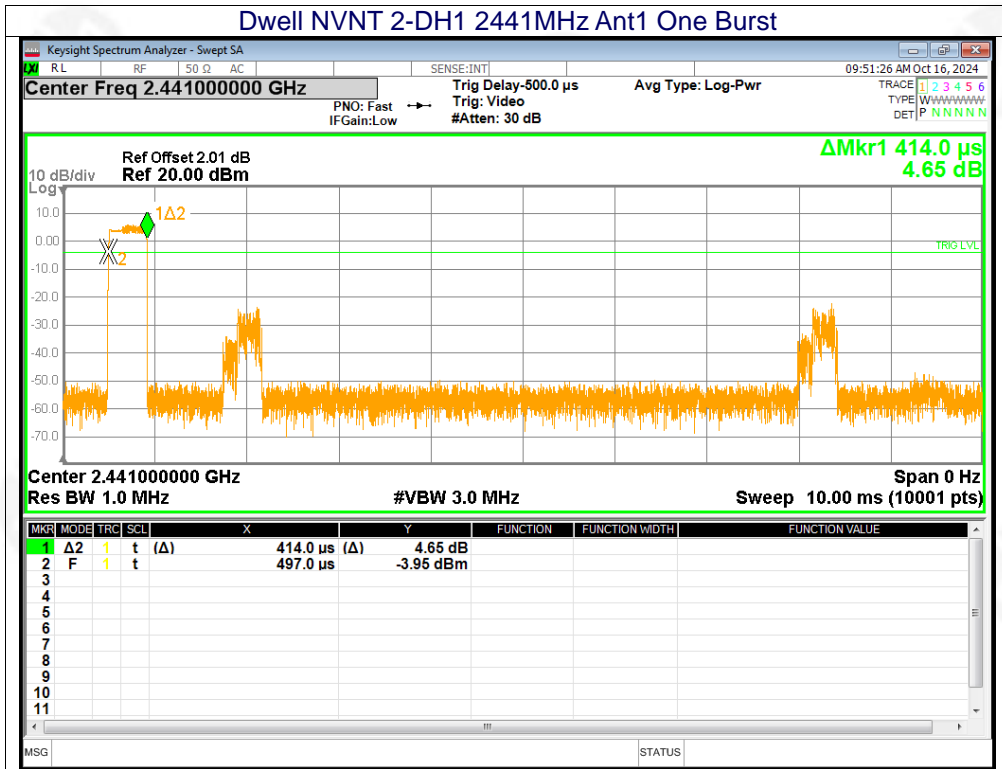 Dwell NVNT 2-DH1 2441MHz Ant1 One Burst
Keysight Spectrum Analyzer - Swept SA
LXI RL RF 50 Ω AC SENSE:INT 09:51:26 AM Oct 16, 2024
Center Freq 2.441000000 GHz
PNO: Fast
IFGain:Low
Trig Delay-500.0 µs
Trig: Video
#Atten: 30 dB
Avg Type: Log-Pwr
TRACE 1 2 3 4 5 6
TYPE WWWWWWW
DET P N N N N N
ΔMkr1 414.0 µs
4.65 dB
Ref Offset 2.01 dB
10 dB/div Ref 20.00 dBm
Log
10.0
0.00
-10.0
-20.0
-30.0
-40.0
-50.0
-60.0
-70.0
1Δ2
2
TRIG LVL
Center 2.441000000 GHz Span 0 Hz
Res BW 1.0 MHz #VBW 3.0 MHz Sweep 10.00 ms (10001 pts)
MKR MODE TRC SCL X Y FUNCTION FUNCTION WIDTH FUNCTION VALUE
1 Δ2 1 t (Δ) 414.0 µs (Δ) 4.65 dB
2 F 1 t 497.0 µs -3.95 dBm
3
4
5
6
7
8
9
10
11
MSG STATUS